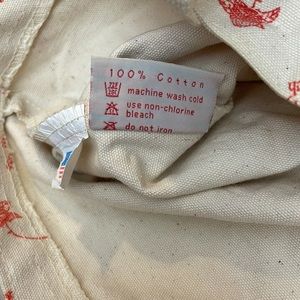 100% Cotton
machine wash cold
use non-chlorine
bleach
do not iron